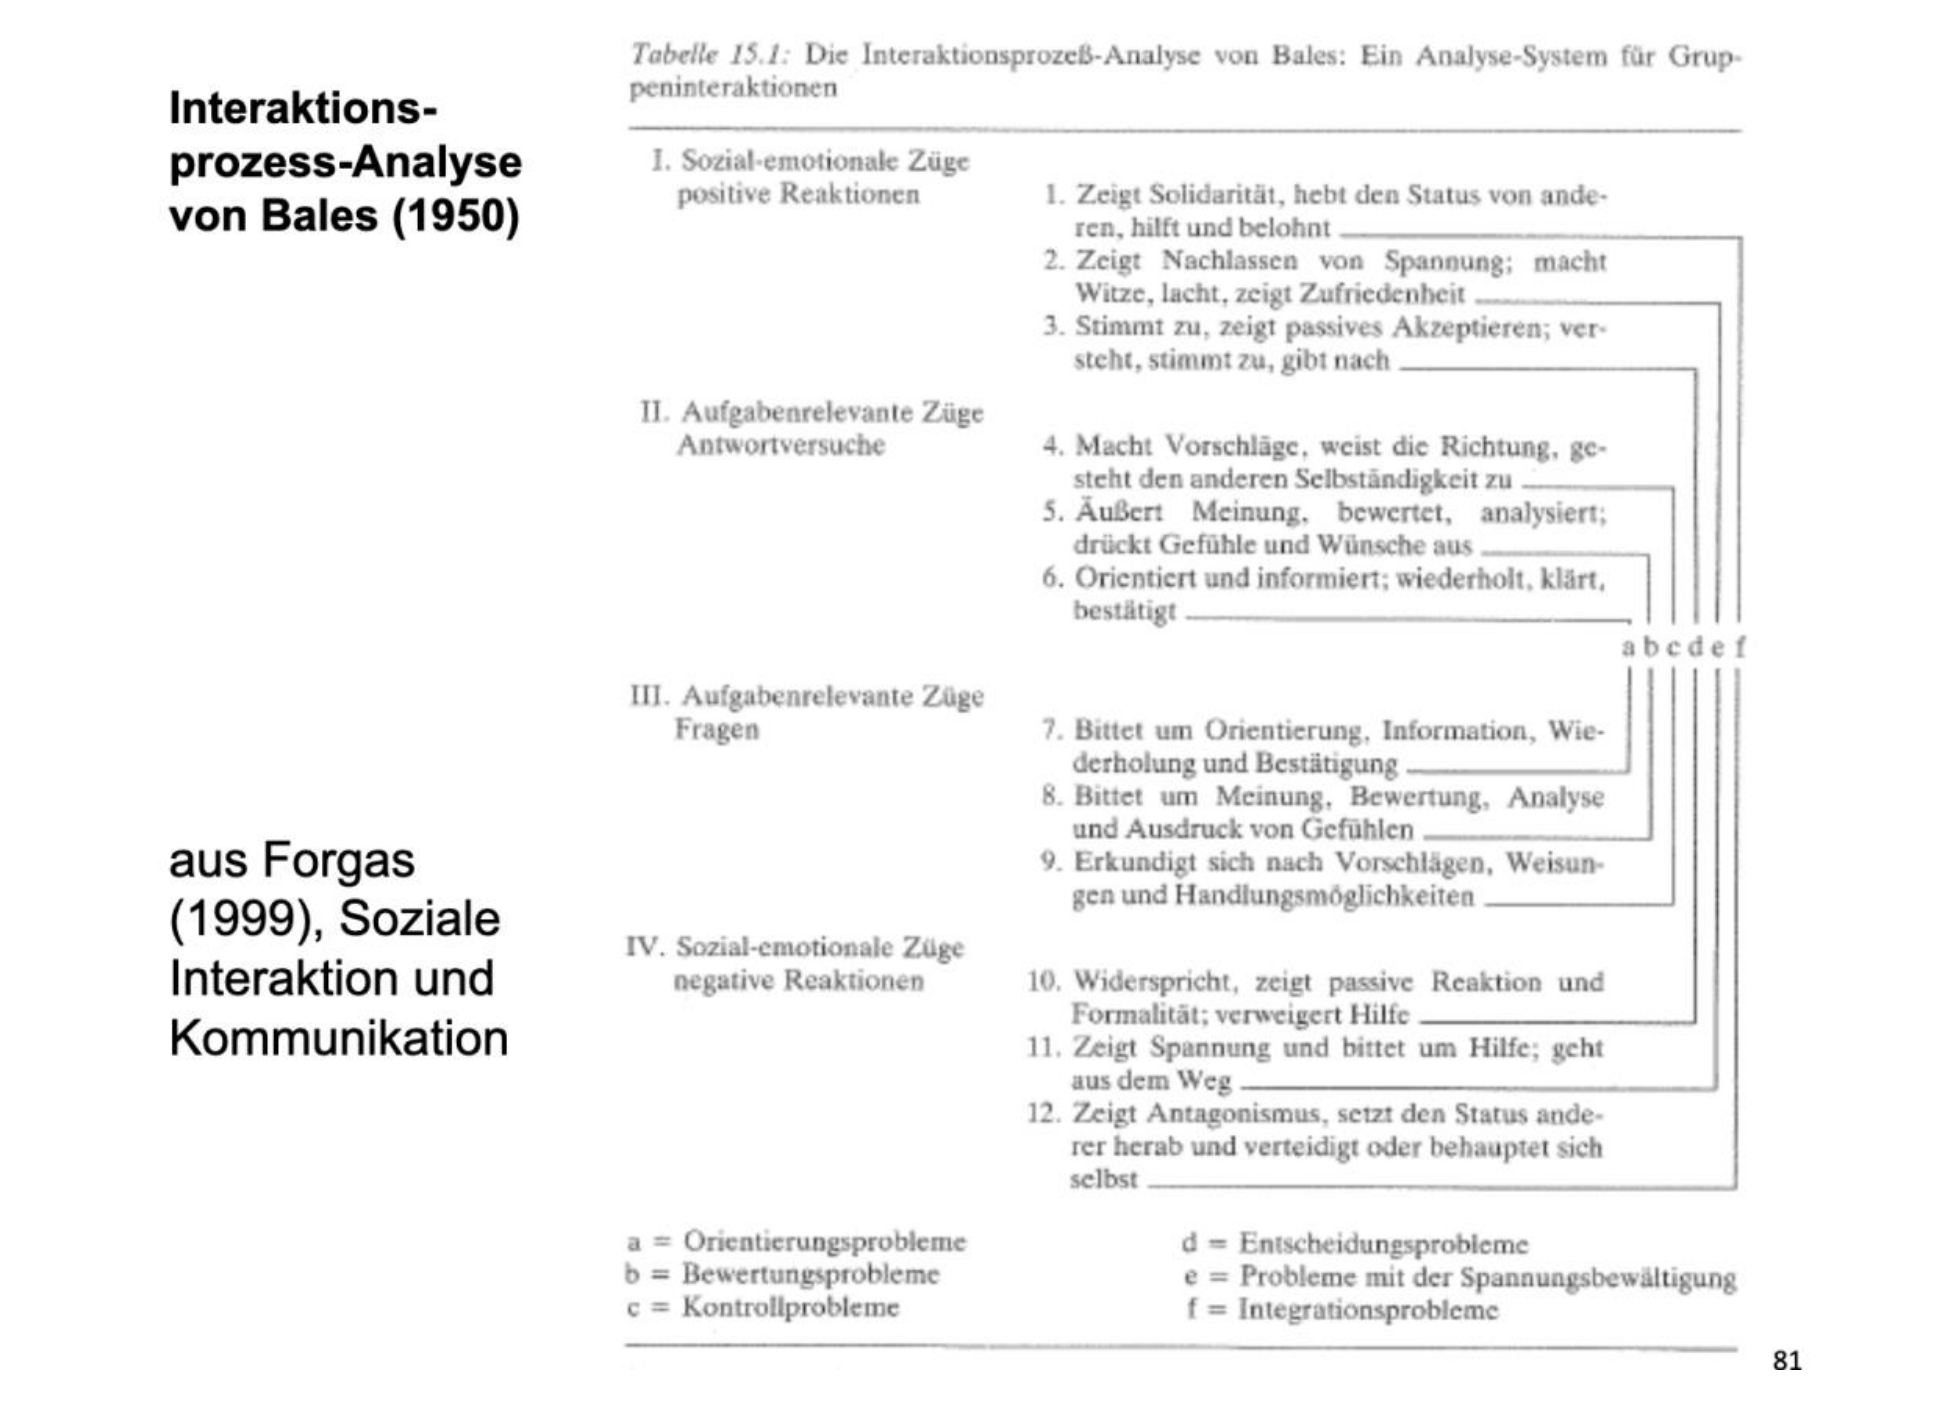 Interaktions-
prozess-Analyse
von Bales (1950)
aus Forgas
(1999), Soziale
Interaktion und
Kommunikation
Tabelle 15.1: Die Interaktionsprozeß-Analyse von Bales: Ein Analyse-System für Grup-
peninteraktionen
I. Sozial-emotionale Züge
positive Reaktionen
1. Zeigt Solidarität, hebt den Status von ande-
ren, hilft und belohnt
2. Zeigt Nachlassen von Spannung; macht
Witze, lacht, zeigt Zufriedenheit
3. Stimmt zu, zeigt passives Akzeptieren; ver-
steht, stimmt zu, gibt nach
II. Aufgabenrelevante Züge
Antwortversuche
4. Macht Vorschläge, weist die Richtung, ge-
steht den anderen Selbständigkeit zu
5. Äußert Meinung, bewertet, analysiert;
drückt Gefühle und Wünsche aus
6. Orientiert und informiert; wiederholt, klärt,
bestätigt
a b c d e f
III. Aufgabenrelevante Züge
Fragen
7. Bittet um Orientierung, Information, Wie-
derholung und Bestätigung
8. Bittet um Meinung, Bewertung, Analyse
und Ausdruck von Gefühlen
9. Erkundigt sich nach Vorschlägen, Weisun-
gen und Handlungsmöglichkeiten
IV. Sozial-emotionale Züge
negative Reaktionen
10. Widerspricht, zeigt passive Reaktion und
Formalität; verweigert Hilfe
11. Zeigt Spannung und bittet um Hilfe; geht
aus dem Weg
12. Zeigt Antagonismus, setzt den Status ande-
rer herab und verteidigt oder behauptet sich
selbst
a = Orientierungsprobleme
b = Bewertungsprobleme
c = Kontrollprobleme
d = Entscheidungsprobleme
e = Probleme mit der Spannungsbewältigung
f = Integrationsprobleme
81